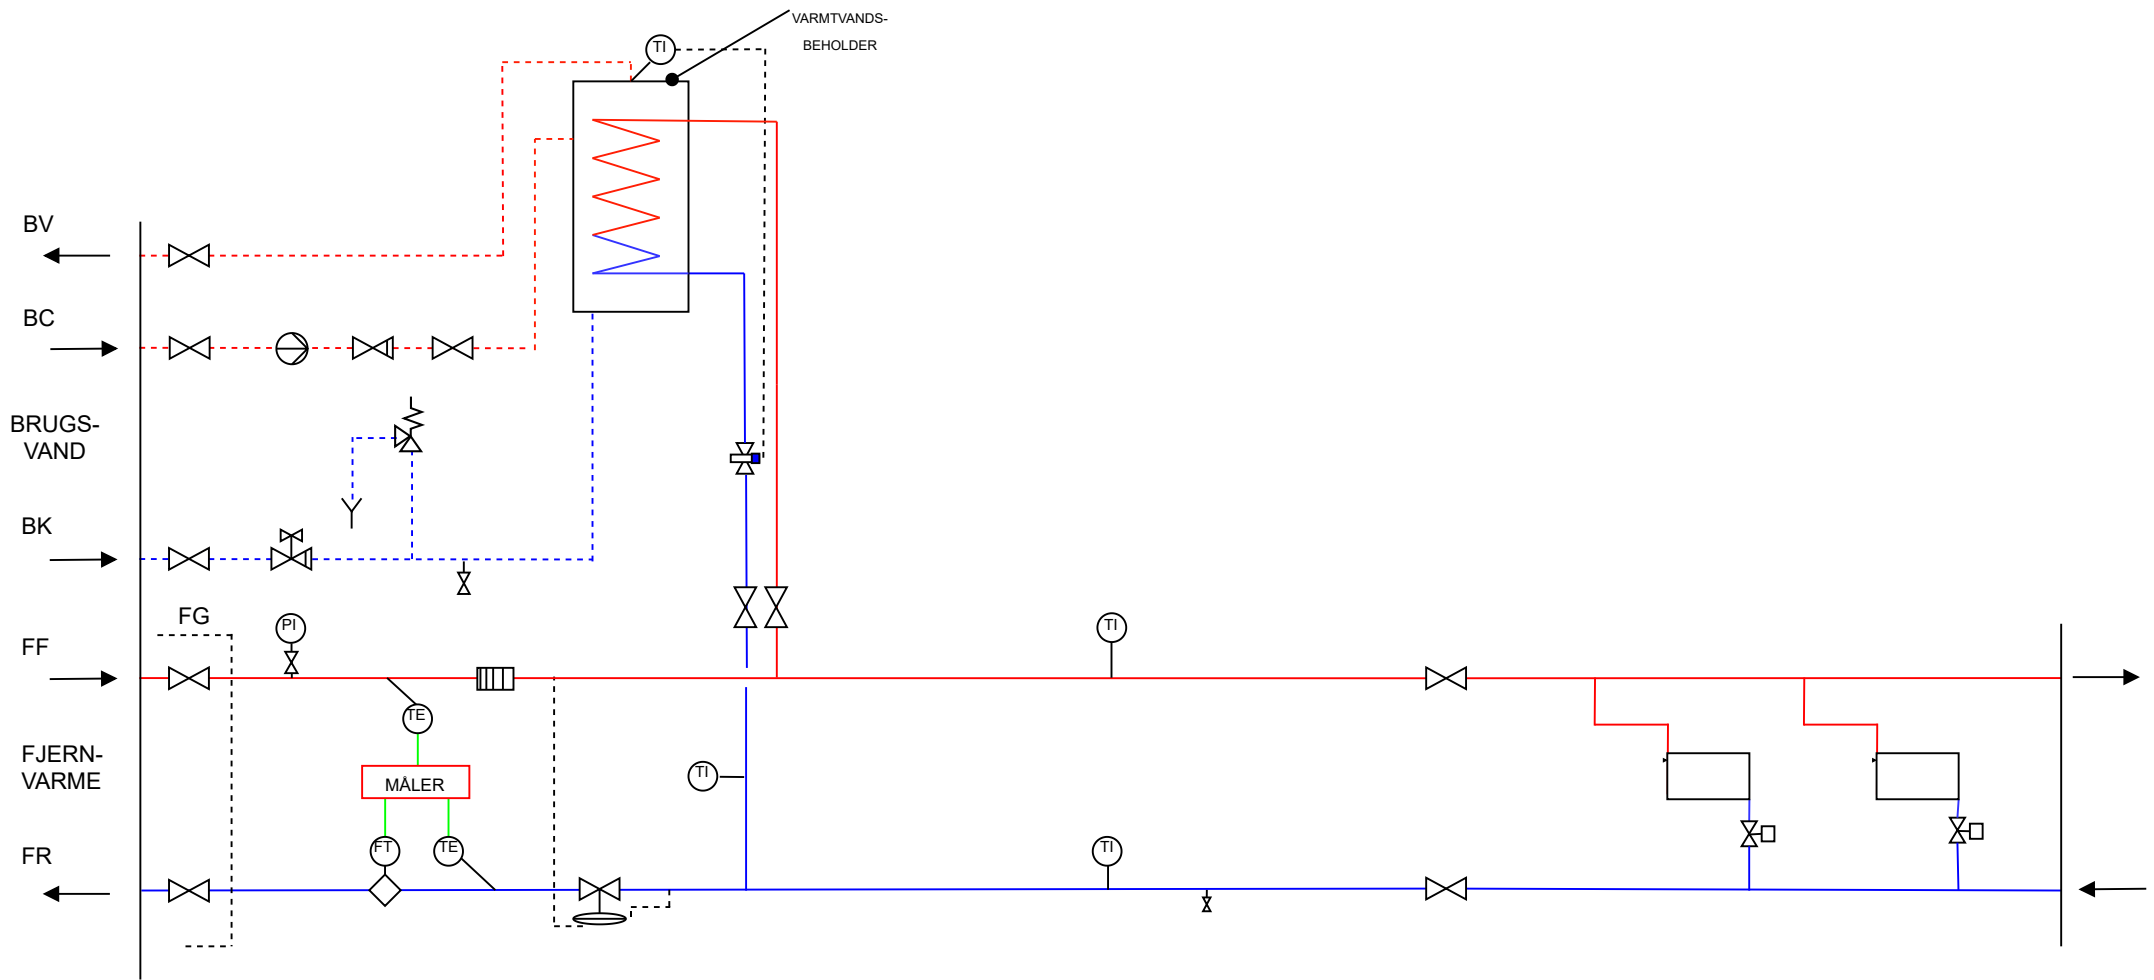 VARMTVANDS-
BEHOLDER
TI
BV
BC
BRUGS-
VAND
BK
FG
FF
PI
TI
TE
FJERN-
VARME
MÅLER
TI
FR
FT
TE
TI